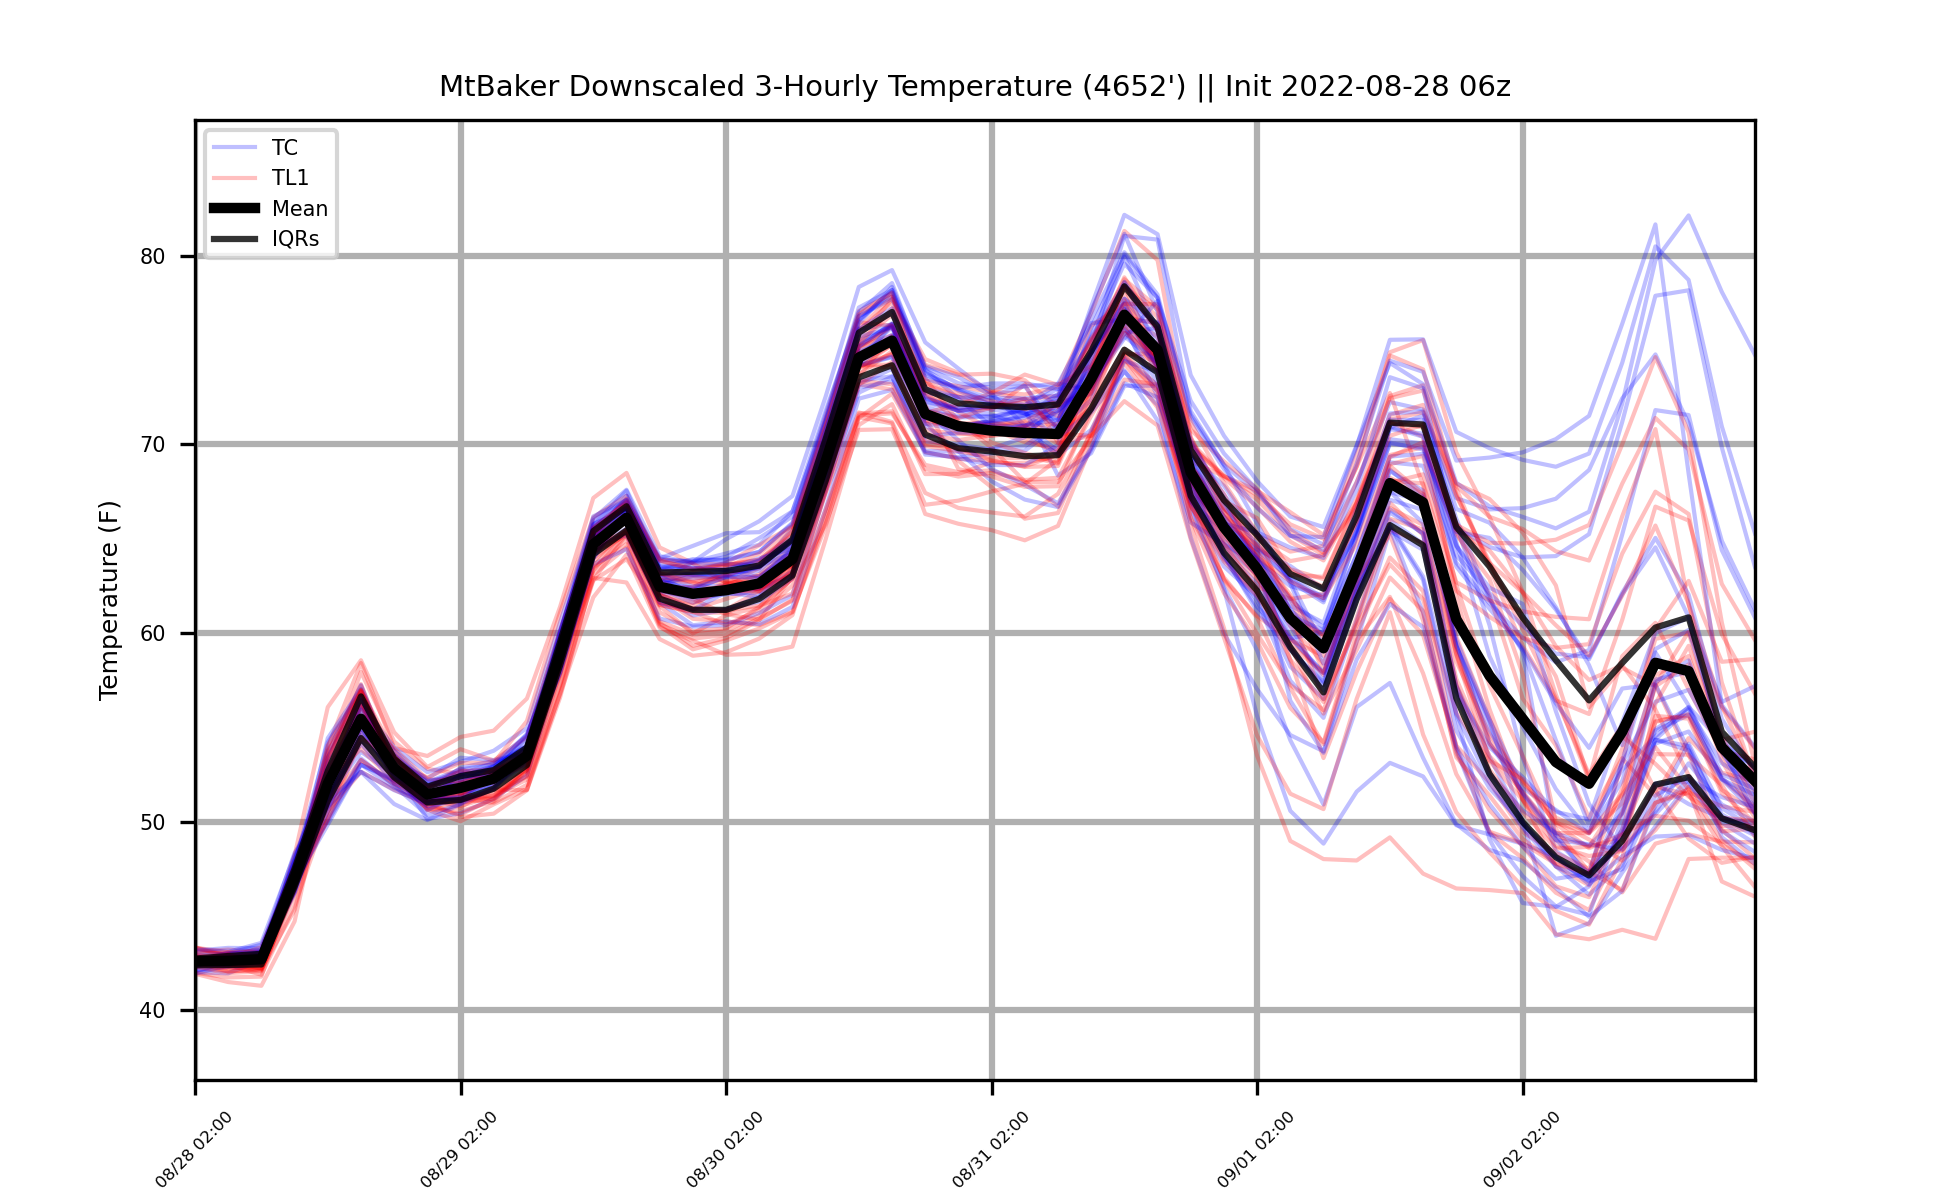 MtBaker Downscaled 3-Hourly Temperature (4652') || Init 2022-08-28 06z
TC
TL1
Mean
IQRs
Temperature (F)
80
70
60
50
40
08/28 02:00
08/29 02:00
08/30 02:00
08/31 02:00
09/01 02:00
09/02 02:00